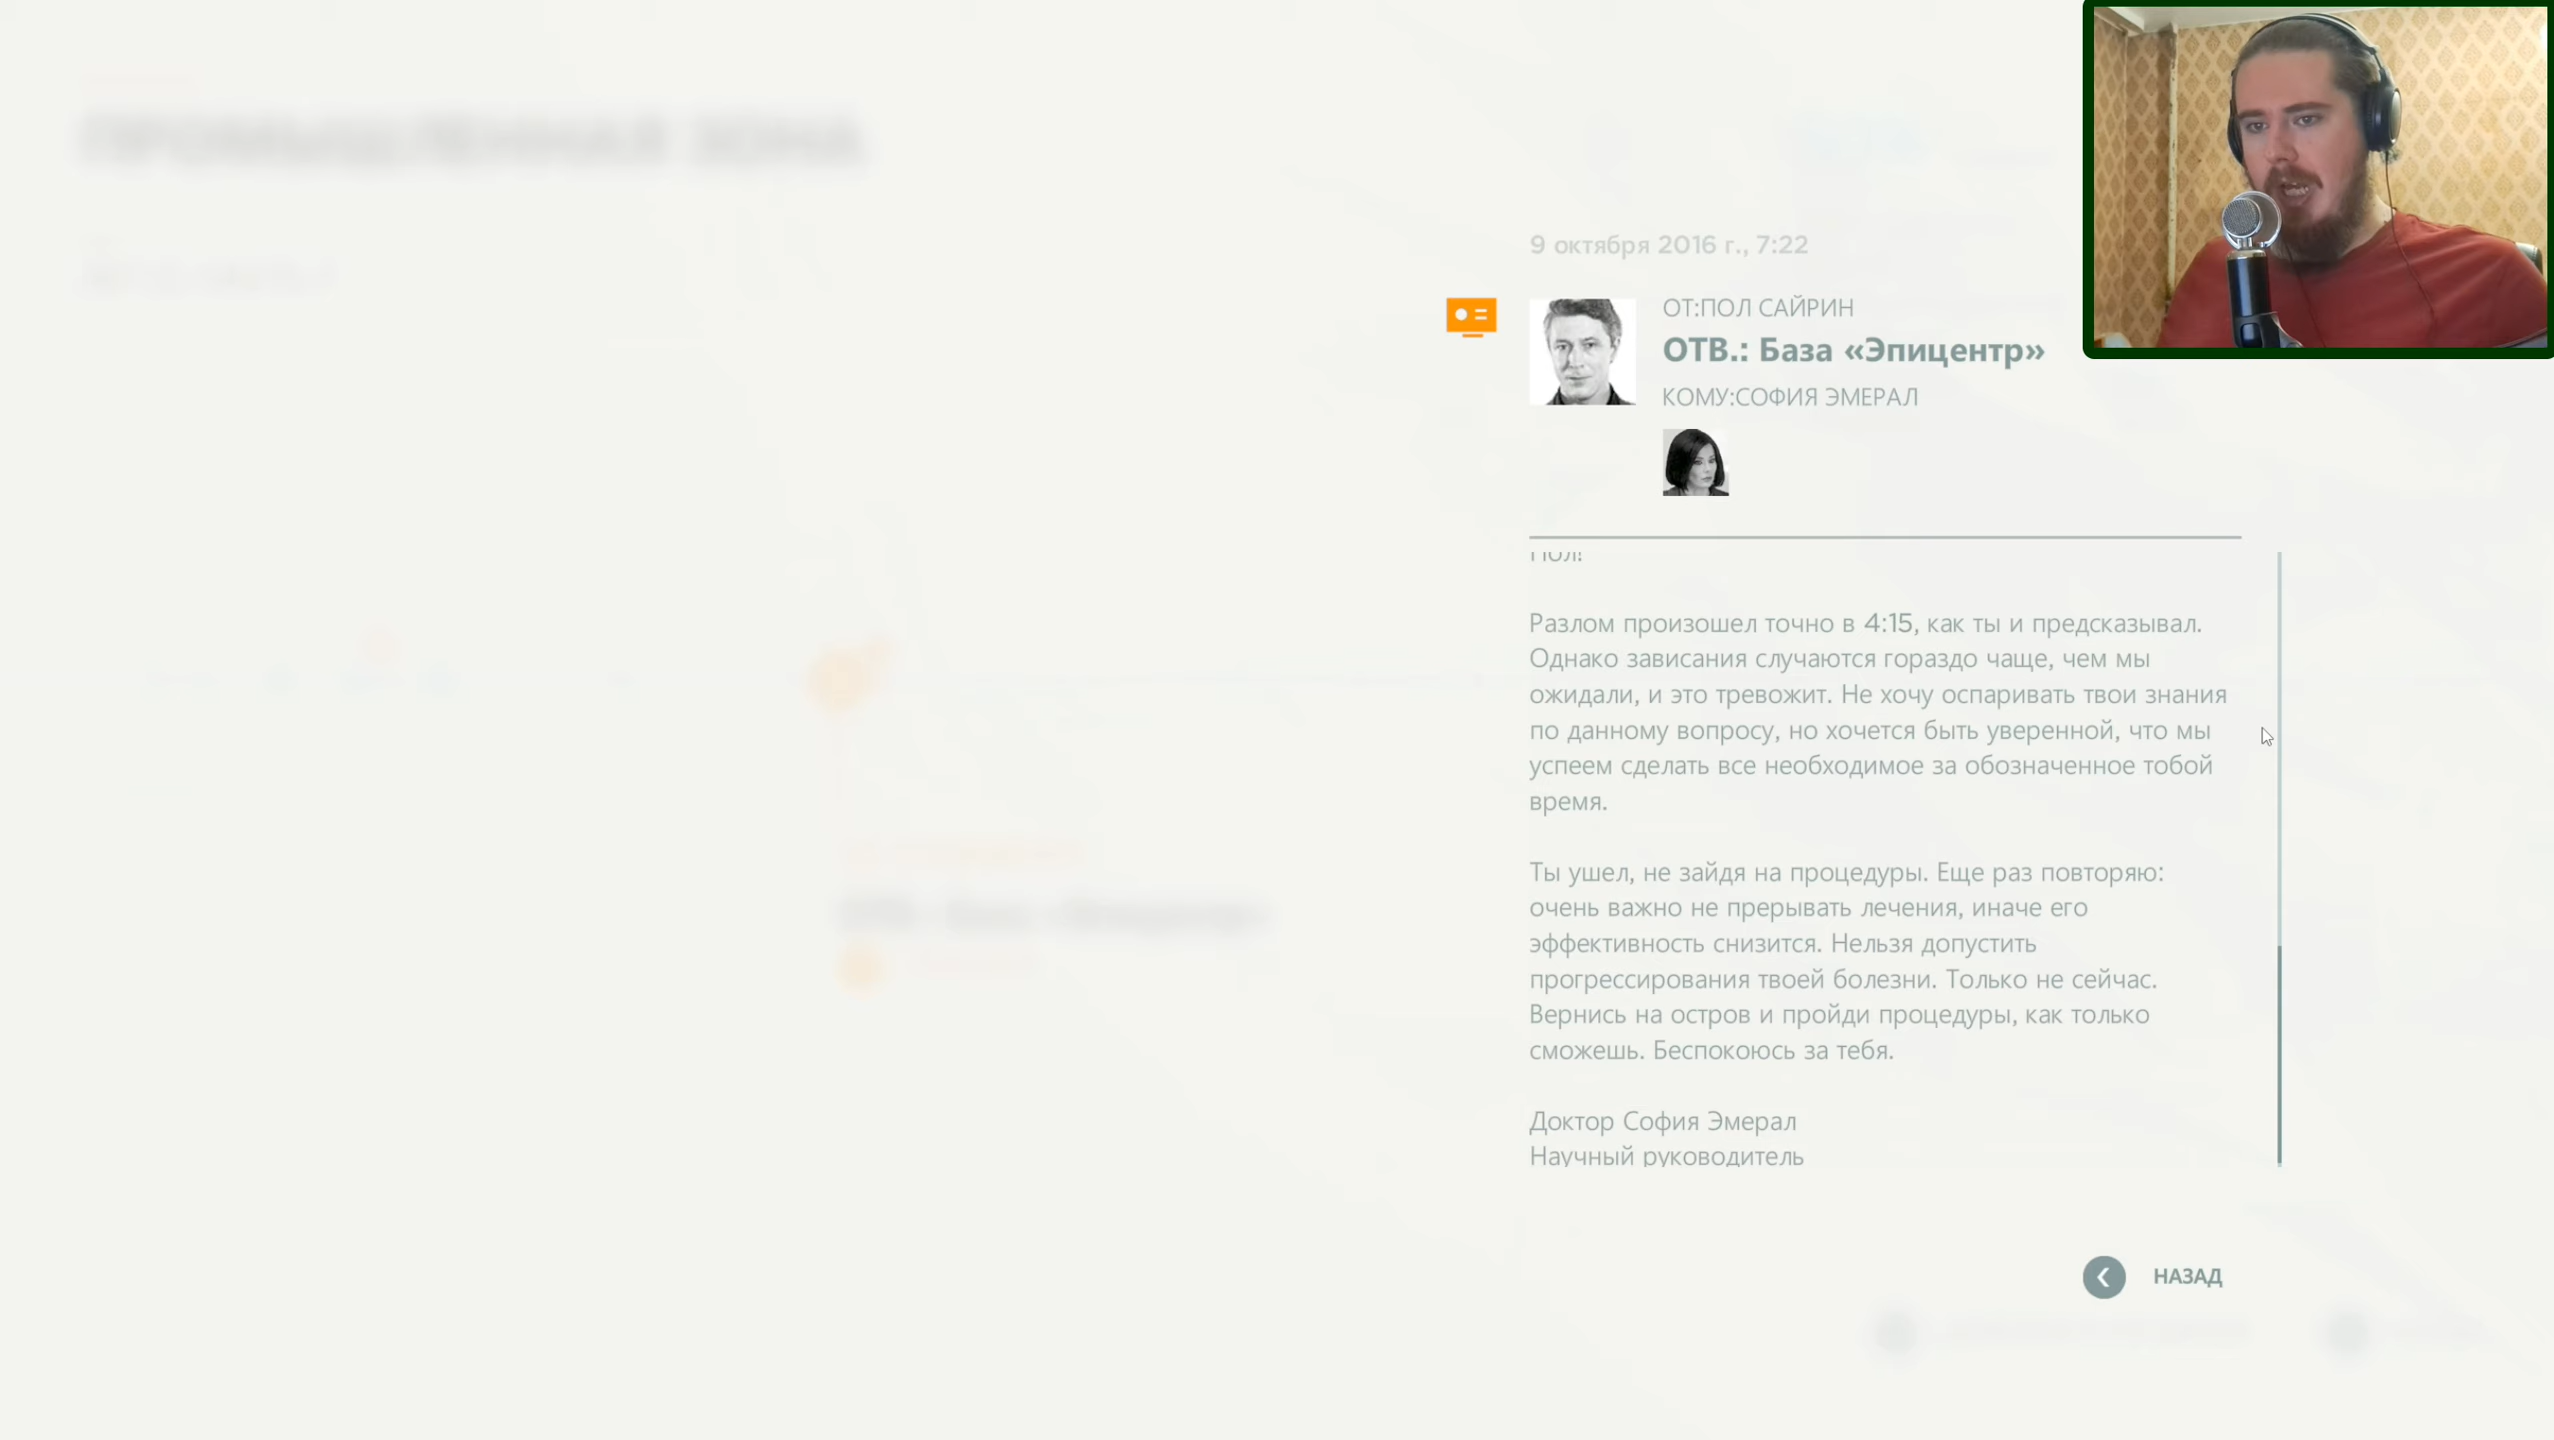 ПРОМЫШЛЕННАЯ ЗОНА
9 октября 2016 г., 7:22
ОТ:ПОЛ САЙРИН
ОТВ.: База «Эпицентр»
КОМУ:СОФИЯ ЭМЕРАЛ
Пол!
Разлом произошел точно в 4:15, как ты и предсказывал.
Однако зависания случаются гораздо чаще, чем мы
ожидали, и это тревожит. Не хочу оспаривать твои знания
по данному вопросу, но хочется быть уверенной, что мы
успеем сделать все необходимое за обозначенное тобой
время.
Ты ушел, не зайдя на процедуры. Еще раз повторяю:
очень важно не прерывать лечения, иначе его
эффективность снизится. Нельзя допустить
прогрессирования твоей болезни. Только не сейчас.
Вернись на остров и пройди процедуры, как только
сможешь. Беспокоюсь за тебя.
Доктор София Эмерал
Научный руководитель
НАЗАД